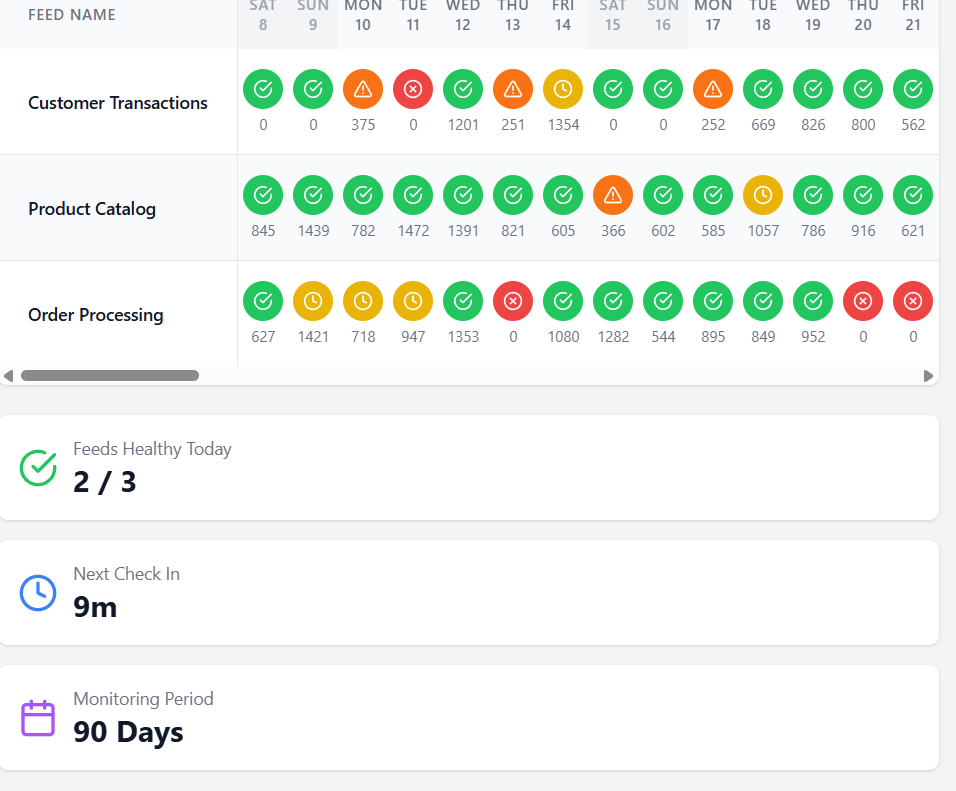 FEED NAME
SAT SUN MON TUE WED THU FRI SAT SUN MON TUE WED THU FRI
8 9 10 11 12 13 14 15 16 17 18 19 20 21
Customer Transactions
0 0 375 0 1201 251 1354 0 0 252 669 826 800 562
Product Catalog
845 1439 782 1472 1391 821 605 366 602 585 1057 786 916 621
Order Processing
627 1421 718 947 1353 0 1080 1282 544 895 849 952 0 0
Feeds Healthy Today
2 / 3
Next Check In
9m
Monitoring Period
90 Days